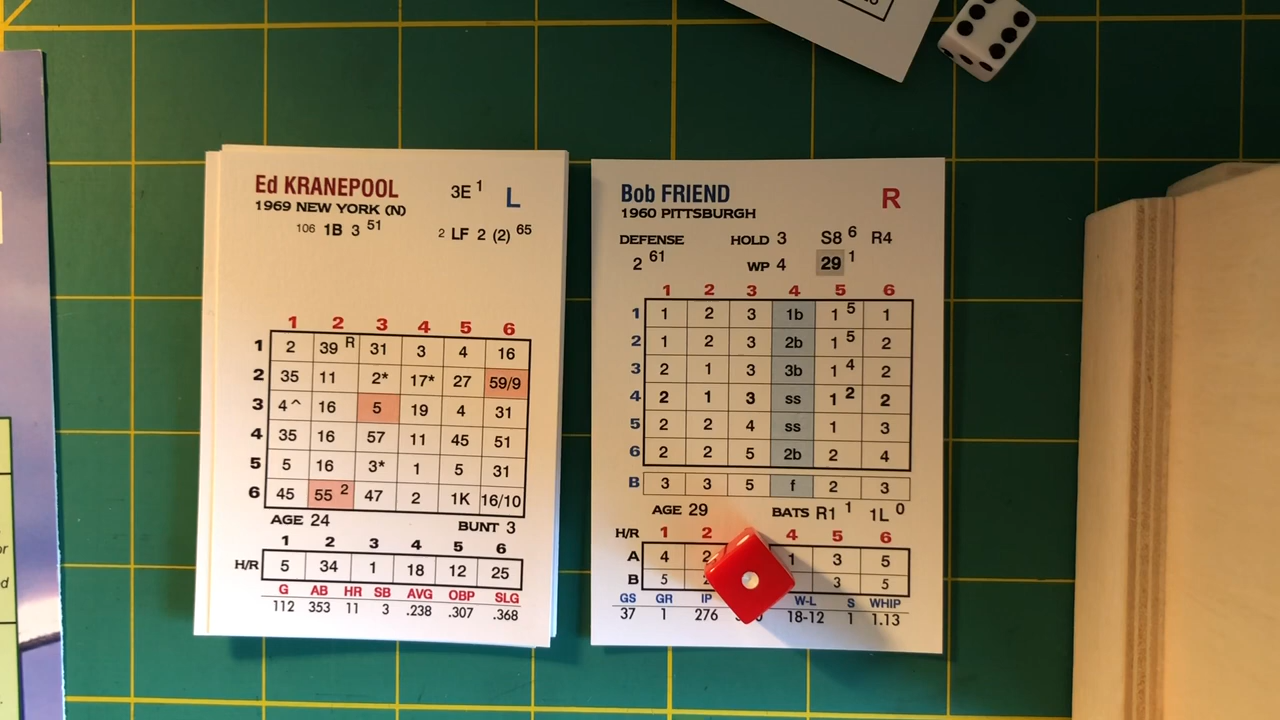 Ed KRANEPOOL 3E 1 L
1969 NEW YORK (N)
106 1B 3 51 2 LF 2 (2) 65
1 2 3 4 5 6
1 2 39 R 31 3 4 16
2 35 11 2* 17* 27 59/9
3 4^ 16 5 19 4 31
4 35 16 57 11 45 51
5 5 16 3* 1 5 31
6 45 55 2 47 2 1K 16/10
AGE 24 BUNT 3
1 2 3 4 5 6
H/R 5 34 1 18 12 25
G AB HR SB AVG OBP SLG
112 353 11 3 .238 .307 .368
Bob FRIEND R
1960 PITTSBURGH
DEFENSE HOLD 3 S8 6 R4
2 61 WP 4 29 1
1 2 3 4 5 6
1 1 2 3 1b 1 5 1
2 1 2 3 2b 1 5 2
3 2 1 3 3b 1 4 2
4 2 1 3 ss 1 2 2
5 2 2 4 ss 1 3
6 2 2 5 2b 2 4
B 3 3 5 f 2 3
AGE 29 BATS R1 1 1L 0
H/R 1 2 4 5 6
A 4 2 1 3 5
B 5 3 5
GS GR IP W-L S WHIP
37 1 276 18-12 1 1.13